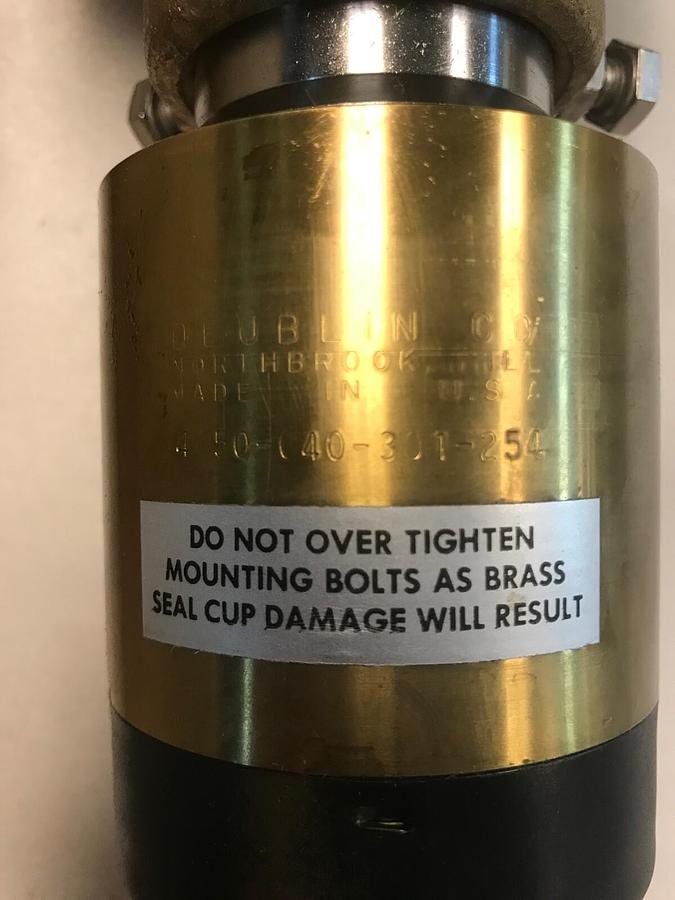 DEUBLIN CO
NORTHBROOK, ILL
MADE IN U.S.A
DO NOT OVER TIGHTEN
MOUNTING BOLTS AS BRASS
SEAL CUP DAMAGE WILL RESULT